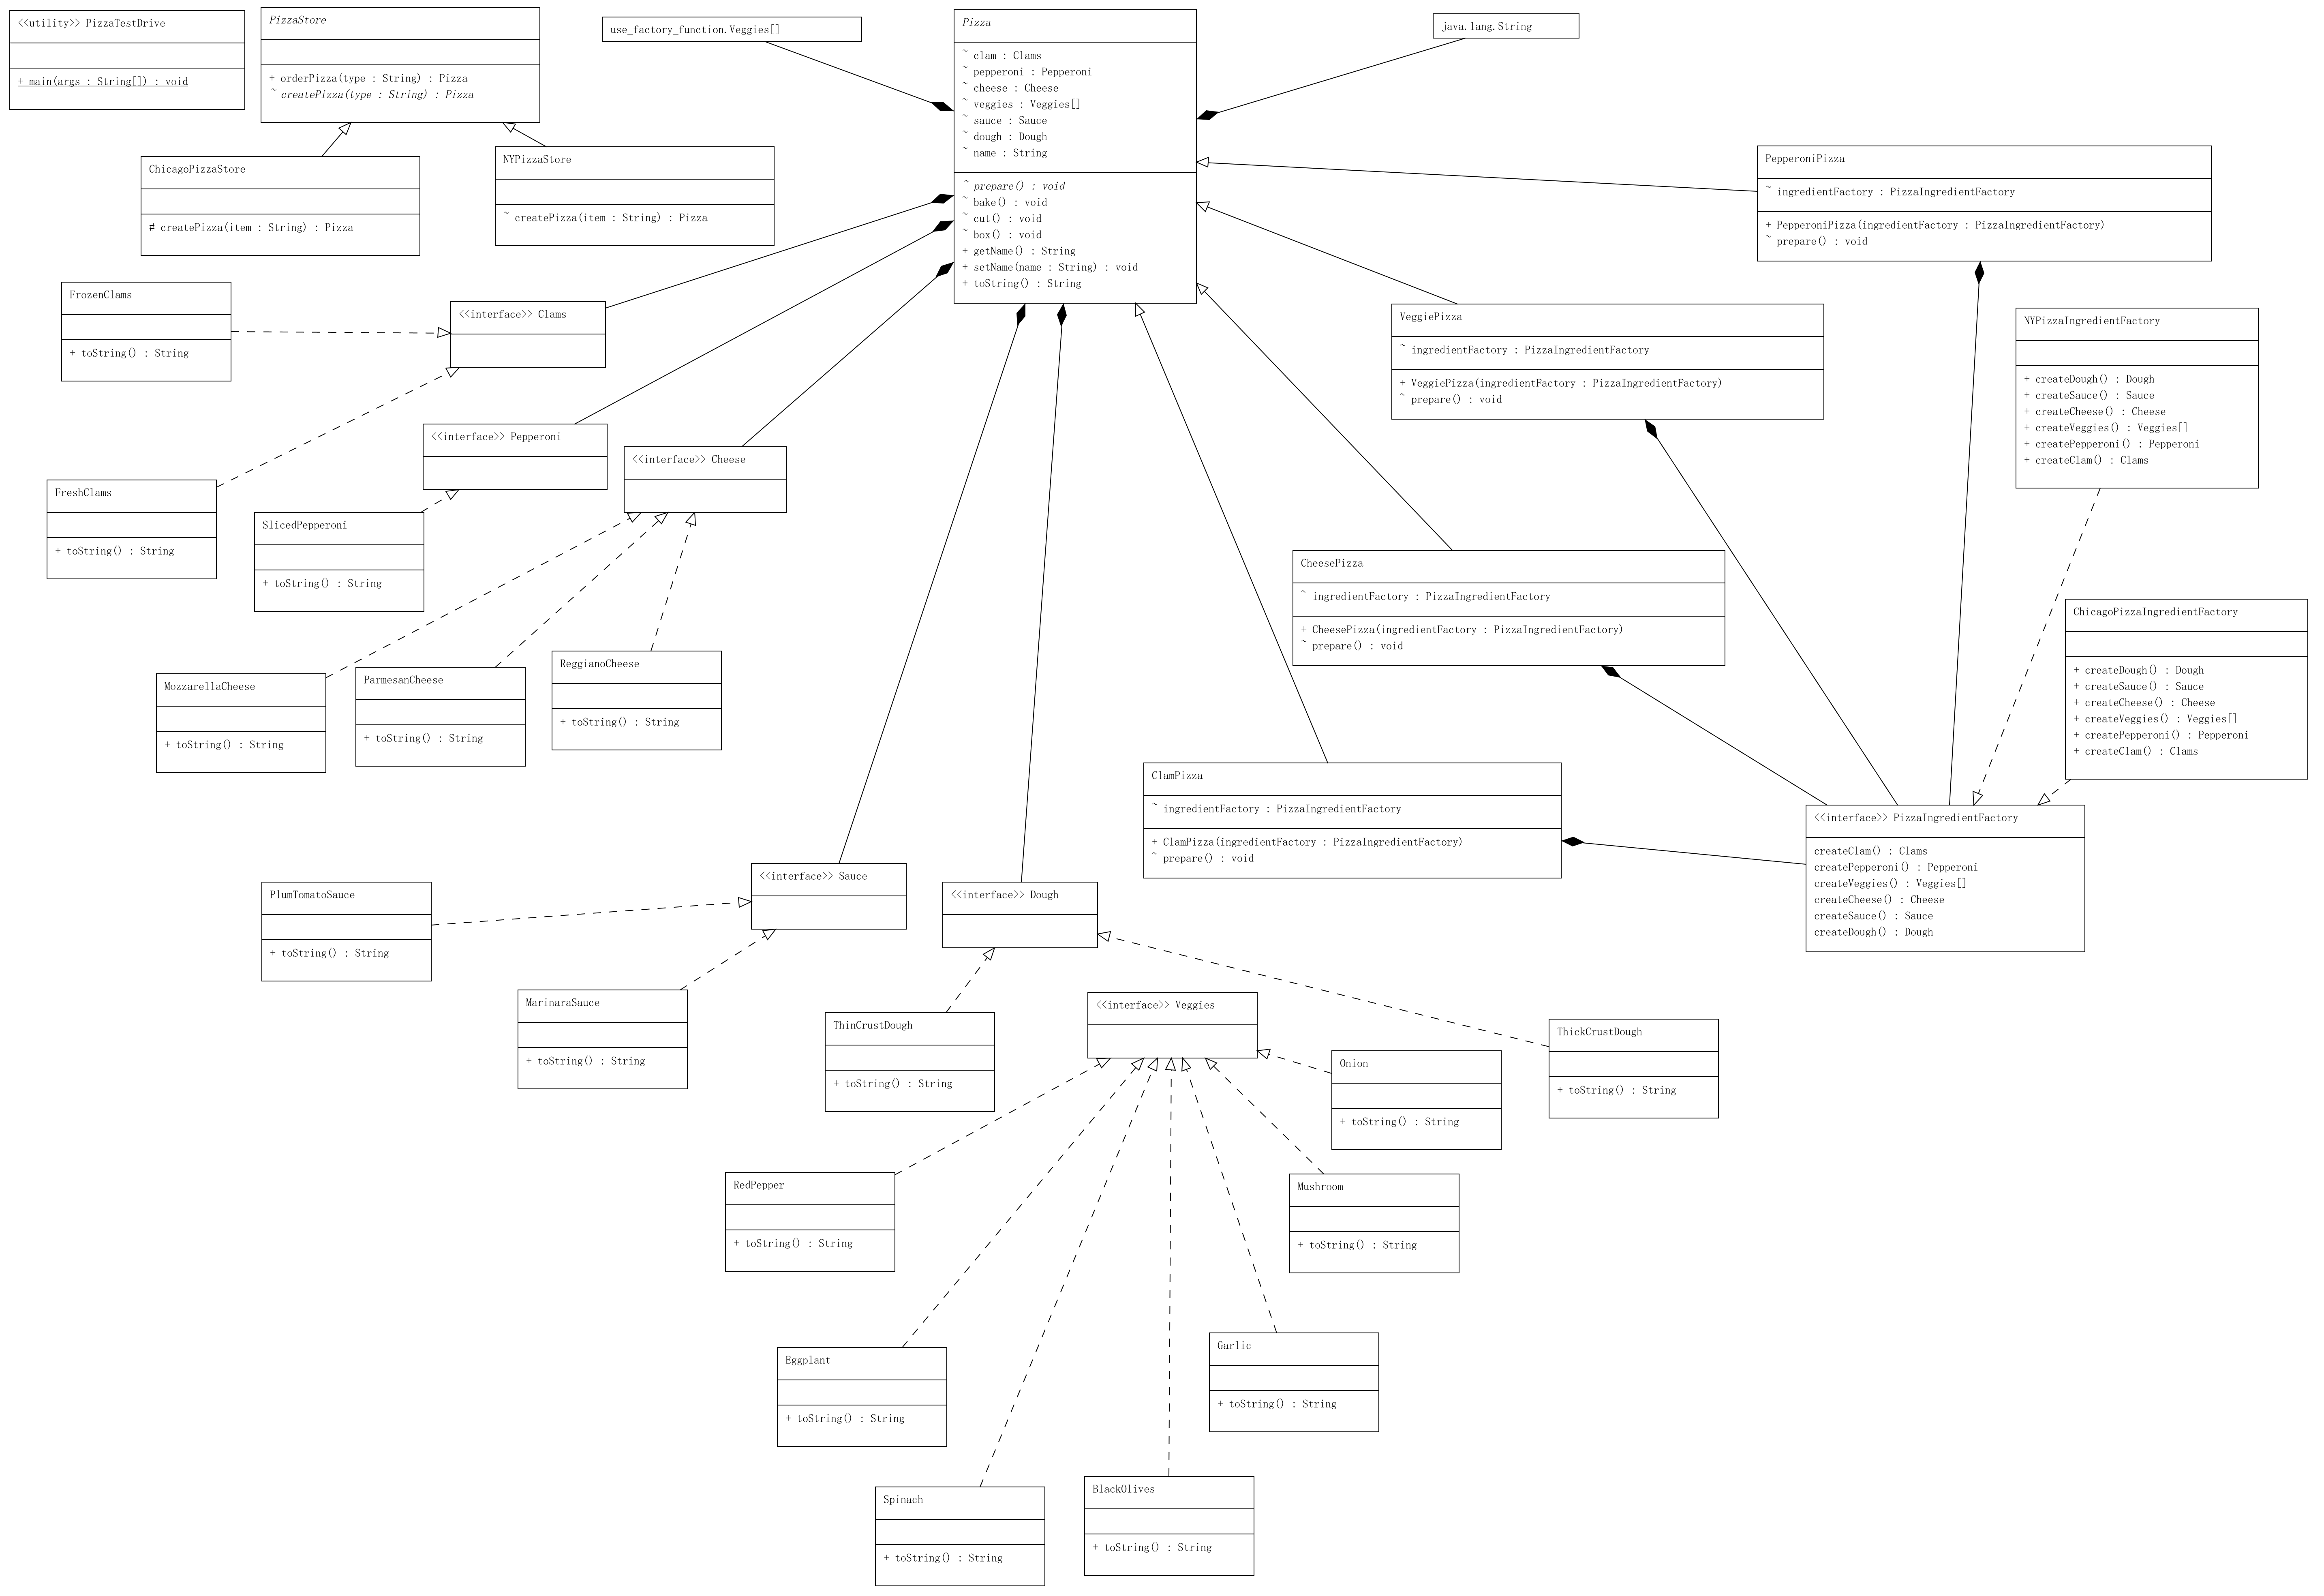 <<utility>> PizzaTestDrive
+ main(args : String[]) : void
PizzaStore
+ orderPizza(type : String) : Pizza
~ createPizza(type : String) : Pizza
use_factory_function.Veggies[]
Pizza
~ clam : Clams
~ pepperoni : Pepperoni
~ cheese : Cheese
~ veggies : Veggies[]
~ sauce : Sauce
~ dough : Dough
~ name : String
~ prepare() : void
~ bake() : void
~ cut() : void
~ box() : void
+ getName() : String
+ setName(name : String) : void
+ toString() : String
java.lang.String
ChicagoPizzaStore
# createPizza(item : String) : Pizza
NYPizzaStore
~ createPizza(item : String) : Pizza
PepperoniPizza
~ ingredientFactory : PizzaIngredientFactory
+ PepperoniPizza(ingredientFactory : PizzaIngredientFactory)
~ prepare() : void
FrozenClams
+ toString() : String
<<interface>> Clams
VeggiePizza
~ ingredientFactory : PizzaIngredientFactory
+ VeggiePizza(ingredientFactory : PizzaIngredientFactory)
~ prepare() : void
NYPizzaIngredientFactory
+ createDough() : Dough
+ createSauce() : Sauce
+ createCheese() : Cheese
+ createVeggies() : Veggies[]
+ createPepperoni() : Pepperoni
+ createClam() : Clams
<<interface>> Pepperoni
<<interface>> Cheese
FreshClams
+ toString() : String
SlicedPepperoni
+ toString() : String
CheesePizza
~ ingredientFactory : PizzaIngredientFactory
+ CheesePizza(ingredientFactory : PizzaIngredientFactory)
~ prepare() : void
ChicagoPizzaIngredientFactory
+ createDough() : Dough
+ createSauce() : Sauce
+ createCheese() : Cheese
+ createVeggies() : Veggies[]
+ createPepperoni() : Pepperoni
+ createClam() : Clams
MozzarellaCheese
+ toString() : String
ParmesanCheese
+ toString() : String
ReggianoCheese
+ toString() : String
ClamPizza
~ ingredientFactory : PizzaIngredientFactory
+ ClamPizza(ingredientFactory : PizzaIngredientFactory)
~ prepare() : void
<<interface>> PizzaIngredientFactory
createClam() : Clams
createPepperoni() : Pepperoni
createVeggies() : Veggies[]
createCheese() : Cheese
createSauce() : Sauce
createDough() : Dough
PlumTomatoSauce
+ toString() : String
<<interface>> Sauce
<<interface>> Dough
MarinaraSauce
+ toString() : String
ThinCrustDough
+ toString() : String
<<interface>> Veggies
ThickCrustDough
+ toString() : String
Onion
+ toString() : String
RedPepper
+ toString() : String
Mushroom
+ toString() : String
Eggplant
+ toString() : String
Garlic
+ toString() : String
Spinach
+ toString() : String
BlackOlives
+ toString() : String